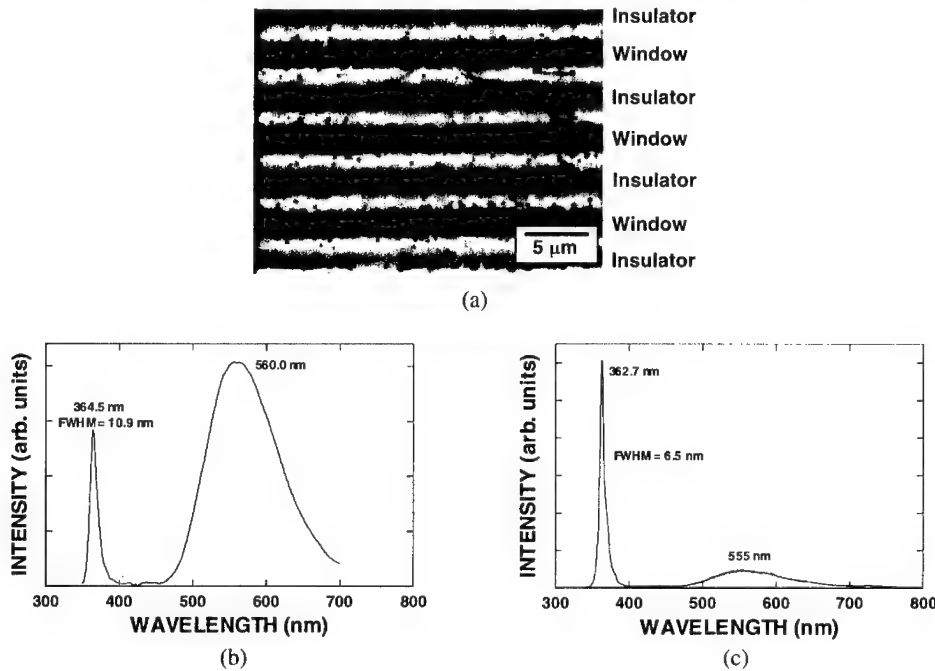 Insulator
Window
Insulator
Window
Insulator
Window
5 μm
Insulator
(a)
INTENSITY (arb. units)
364.5 nm
FWHM = 10.9 nm
560.0 nm
300 400 500 600 700 800
WAVELENGTH (nm)
(b)
INTENSITY (arb. units)
362.7 nm
FWHM = 6.5 nm
555 nm
300 400 500 600 700 800
WAVELENGTH (nm)
(c)